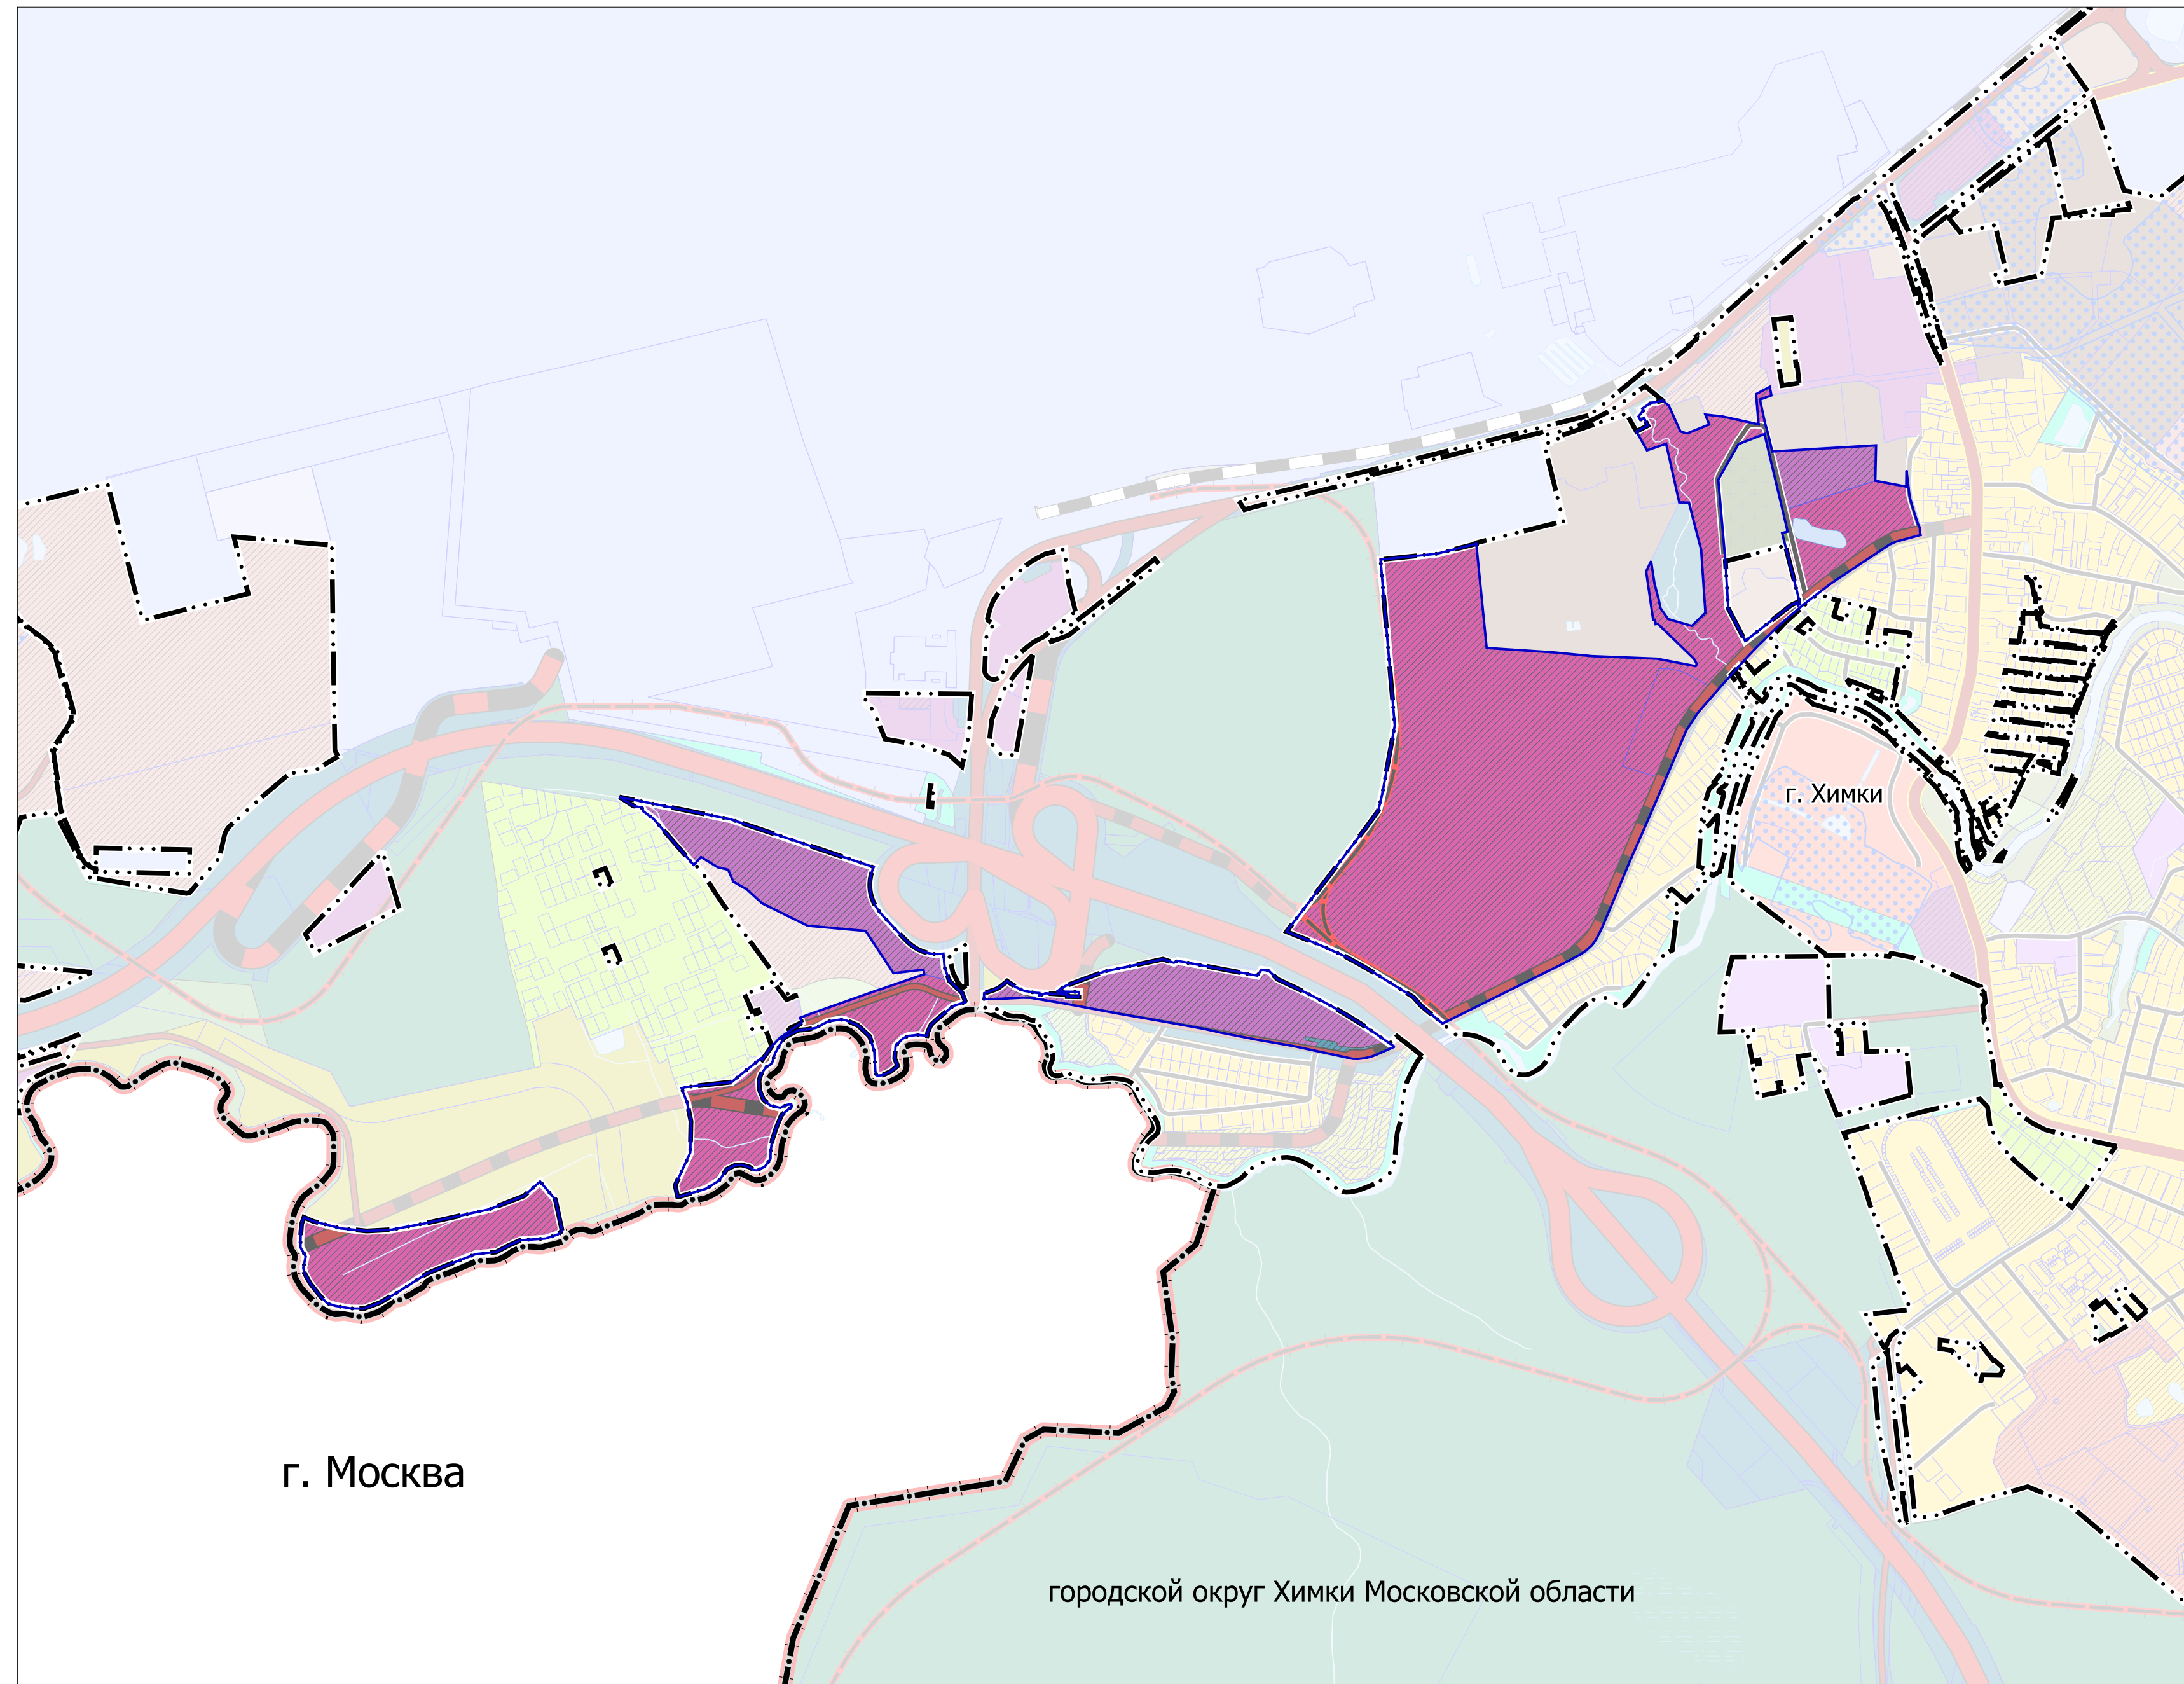 г. Химки
г. Москва
городской округ Химки Московской области